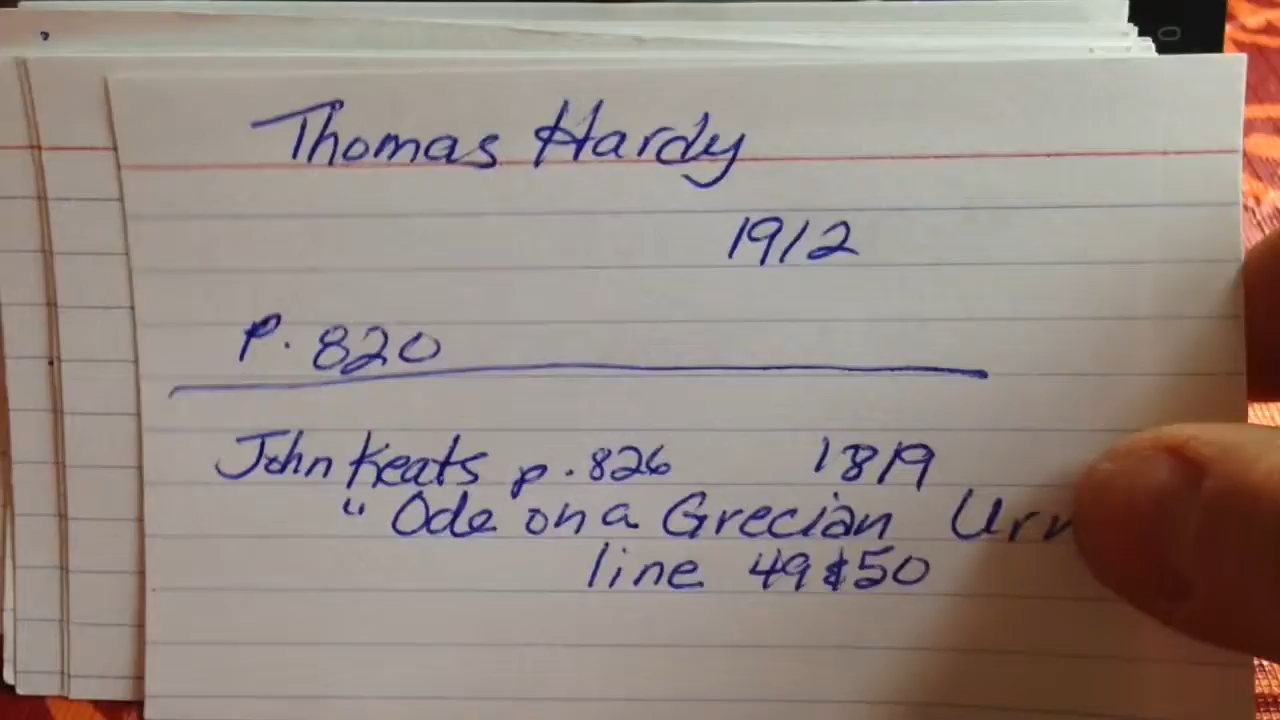 Thomas Hardy
1912
P. 820
John Keats p. 826 1819
" Ode on a Grecian Urn
line 49 & 50